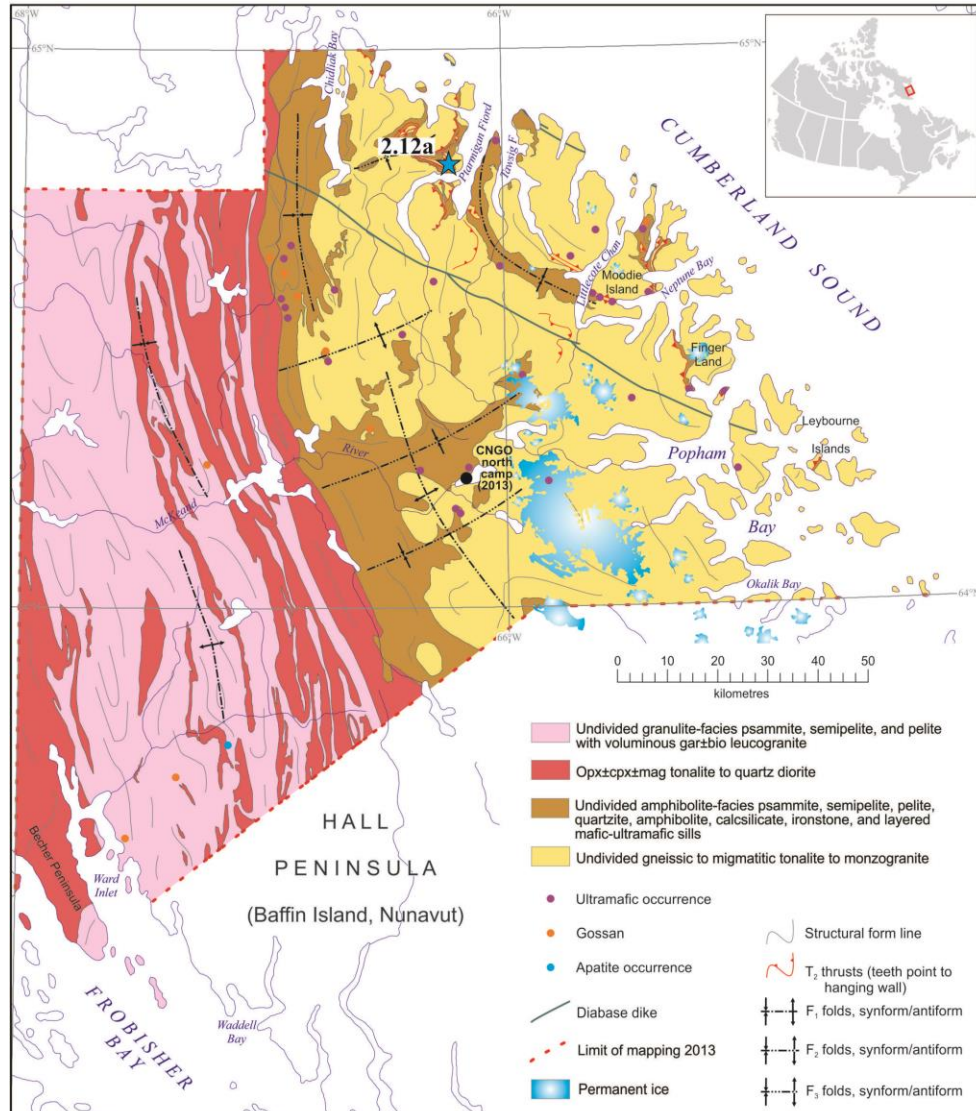 68°W
66°W
65°N
65°N
Chidliak Bay
2.12a
Ptarmigan Fiord
Tawsig F
CUMBERLAND SOUND
Littlecote Chan
Moodie
Island
Neptune Bay
Finger
Land
Leybourne
Islands
CNGO
north
camp
(2013)
Popham
Bay
River
McKeand
Okalik Bay
64°N
66°W
0 10 20 30 40 50
kilometres
HALL
PENINSULA
(Baffin Island, Nunavut)
Becher Peninsula
Ward
Inlet
FROBISHER
BAY
Waddell
Bay
Undivided granulite-facies psammite, semipelite, and pelite
with voluminous gar±bio leucogranite
Opx±cpx±mag tonalite to quartz diorite
Undivided amphibolite-facies psammite, semipelite, pelite,
quartzite, amphibolite, calcsilicate, ironstone, and layered
mafic-ultramafic sills
Undivided gneissic to migmatitic tonalite to monzogranite
Ultramafic occurrence
Gossan
Apatite occurrence
Diabase dike
Limit of mapping 2013
Permanent ice
Structural form line
T2 thrusts (teeth point to
hanging wall)
F1 folds, synform/antiform
F2 folds, synform/antiform
F3 folds, synform/antiform